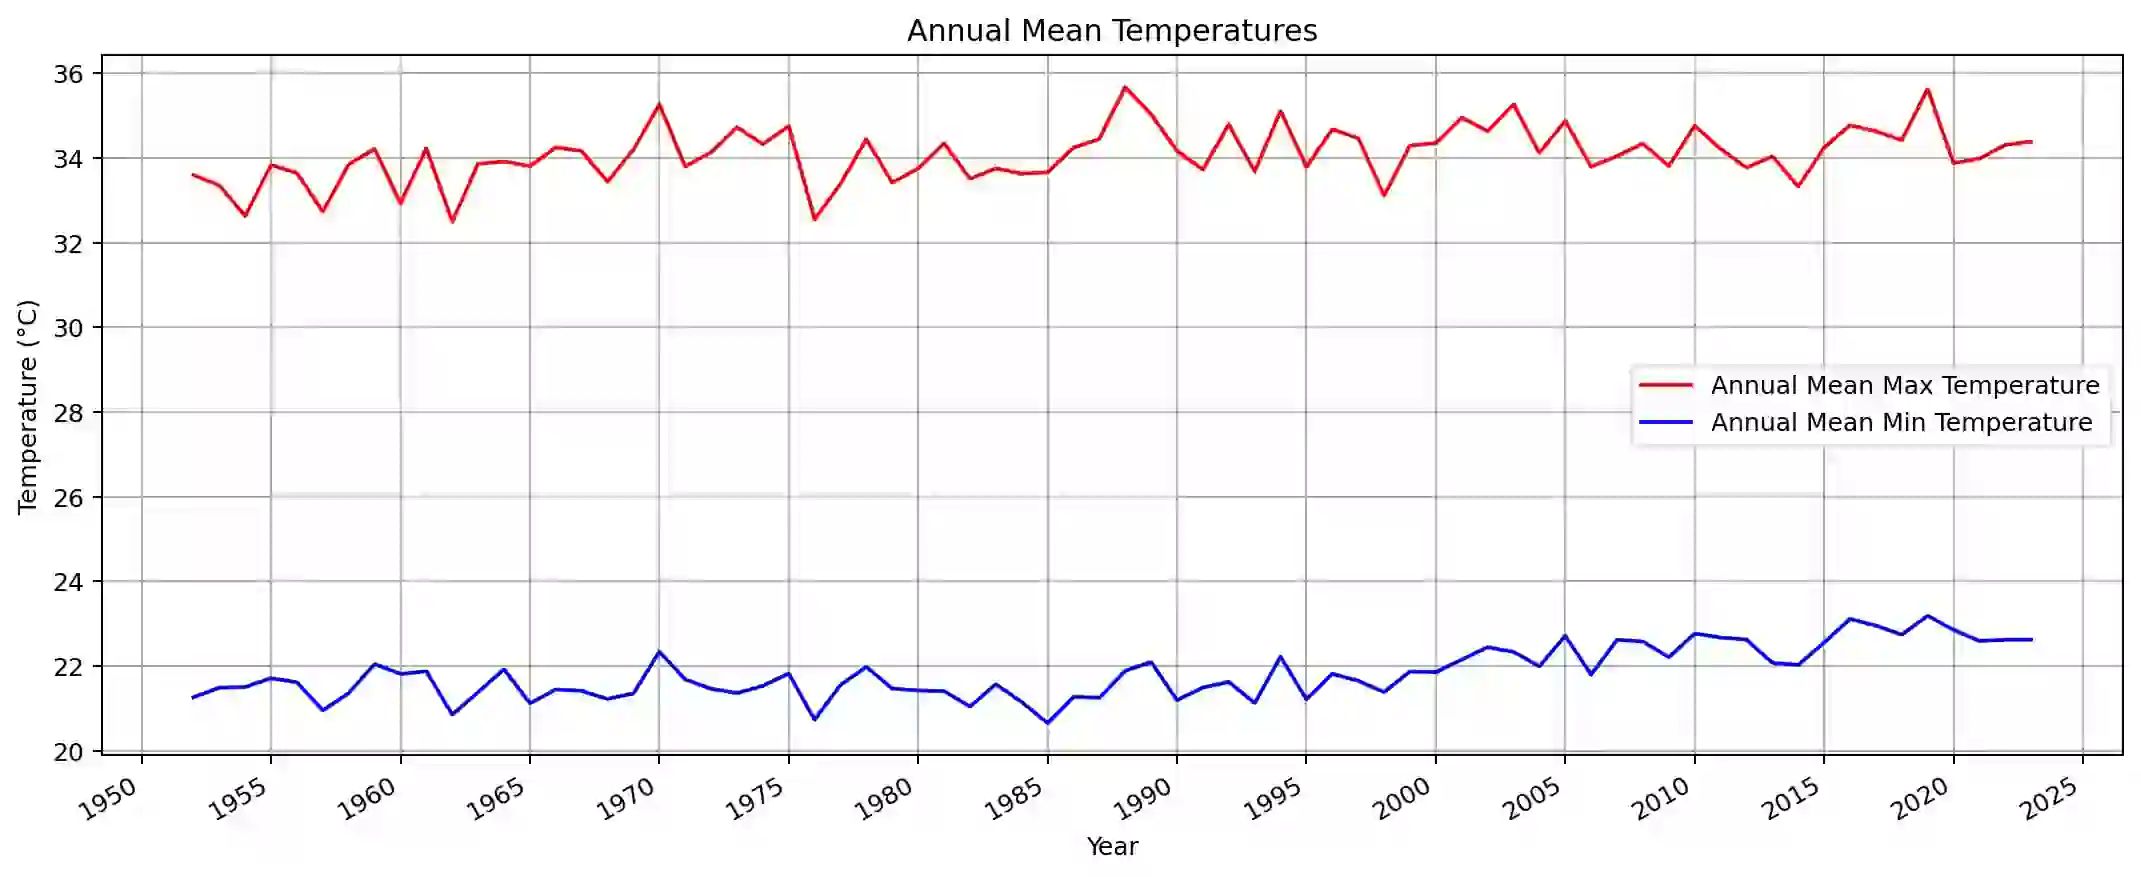 Annual Mean Temperatures
36
34
32
30
28
26
24
22
20
Temperature (°C)
Annual Mean Max Temperature
Annual Mean Min Temperature
1950 1955 1960 1965 1970 1975 1980 1985 1990 1995 2000 2005 2010 2015 2020 2025
Year